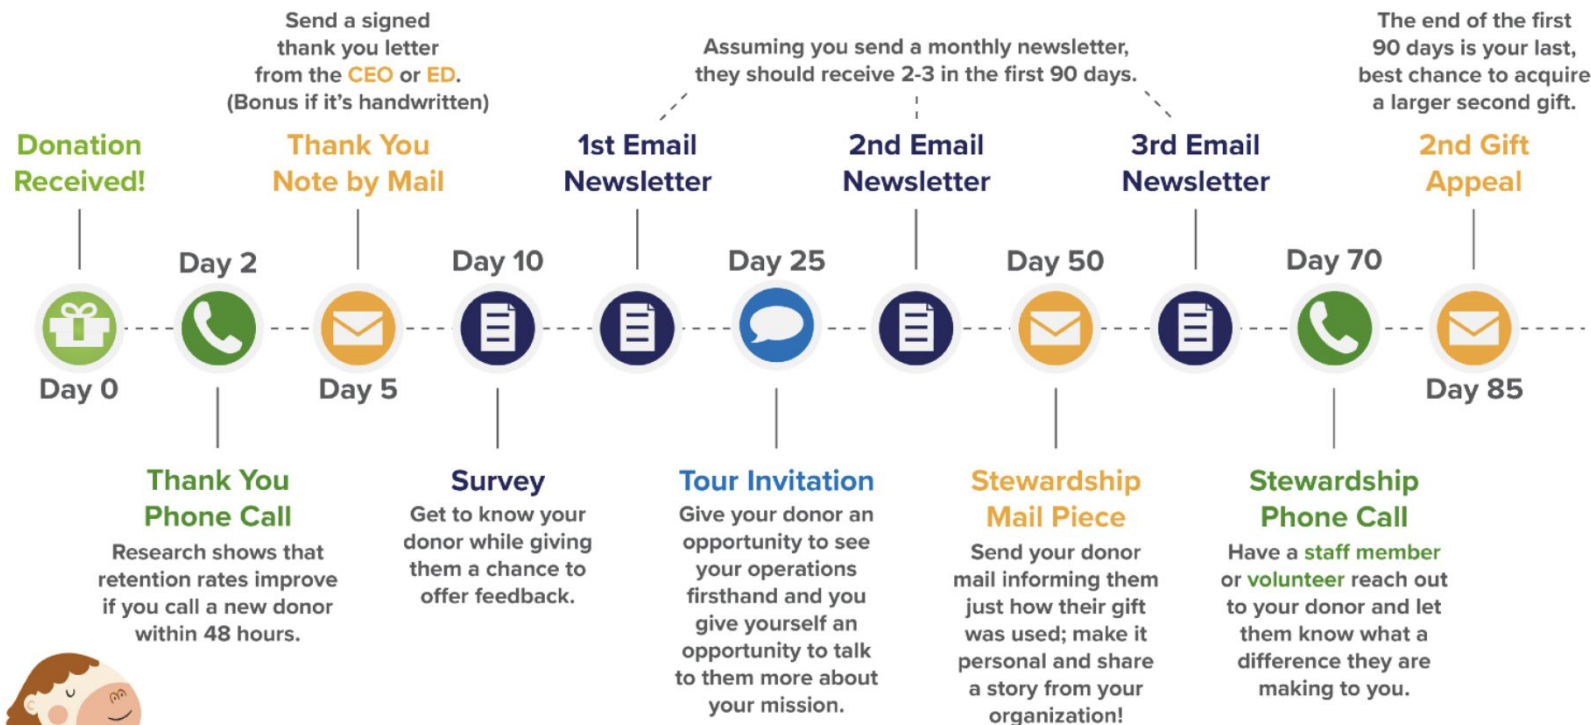 Send a signed
thank you letter
from the CEO or ED.
(Bonus if it's handwritten)
Assuming you send a monthly newsletter,
they should receive 2-3 in the first 90 days.
The end of the first
90 days is your last,
best chance to acquire
a larger second gift.
Donation
Received!
Thank You
Note by Mail
1st Email
Newsletter
2nd Email
Newsletter
3rd Email
Newsletter
2nd Gift
Appeal
Day 2
Day 10
Day 25
Day 50
Day 70
Day 0
Day 5
Day 85
Thank You
Phone Call
Research shows that
retention rates improve
if you call a new donor
within 48 hours.
Survey
Get to know your
donor while giving
them a chance to
offer feedback.
Tour Invitation
Give your donor an
opportunity to see
your operations
firsthand and you
give yourself an
opportunity to talk
to them more about
your mission.
Stewardship
Mail Piece
Send your donor
mail informing them
just how their gift
was used; make it
personal and share
a story from your
organization!
Stewardship
Phone Call
Have a staff member
or volunteer reach out
to your donor and let
them know what a
difference they are
making to you.